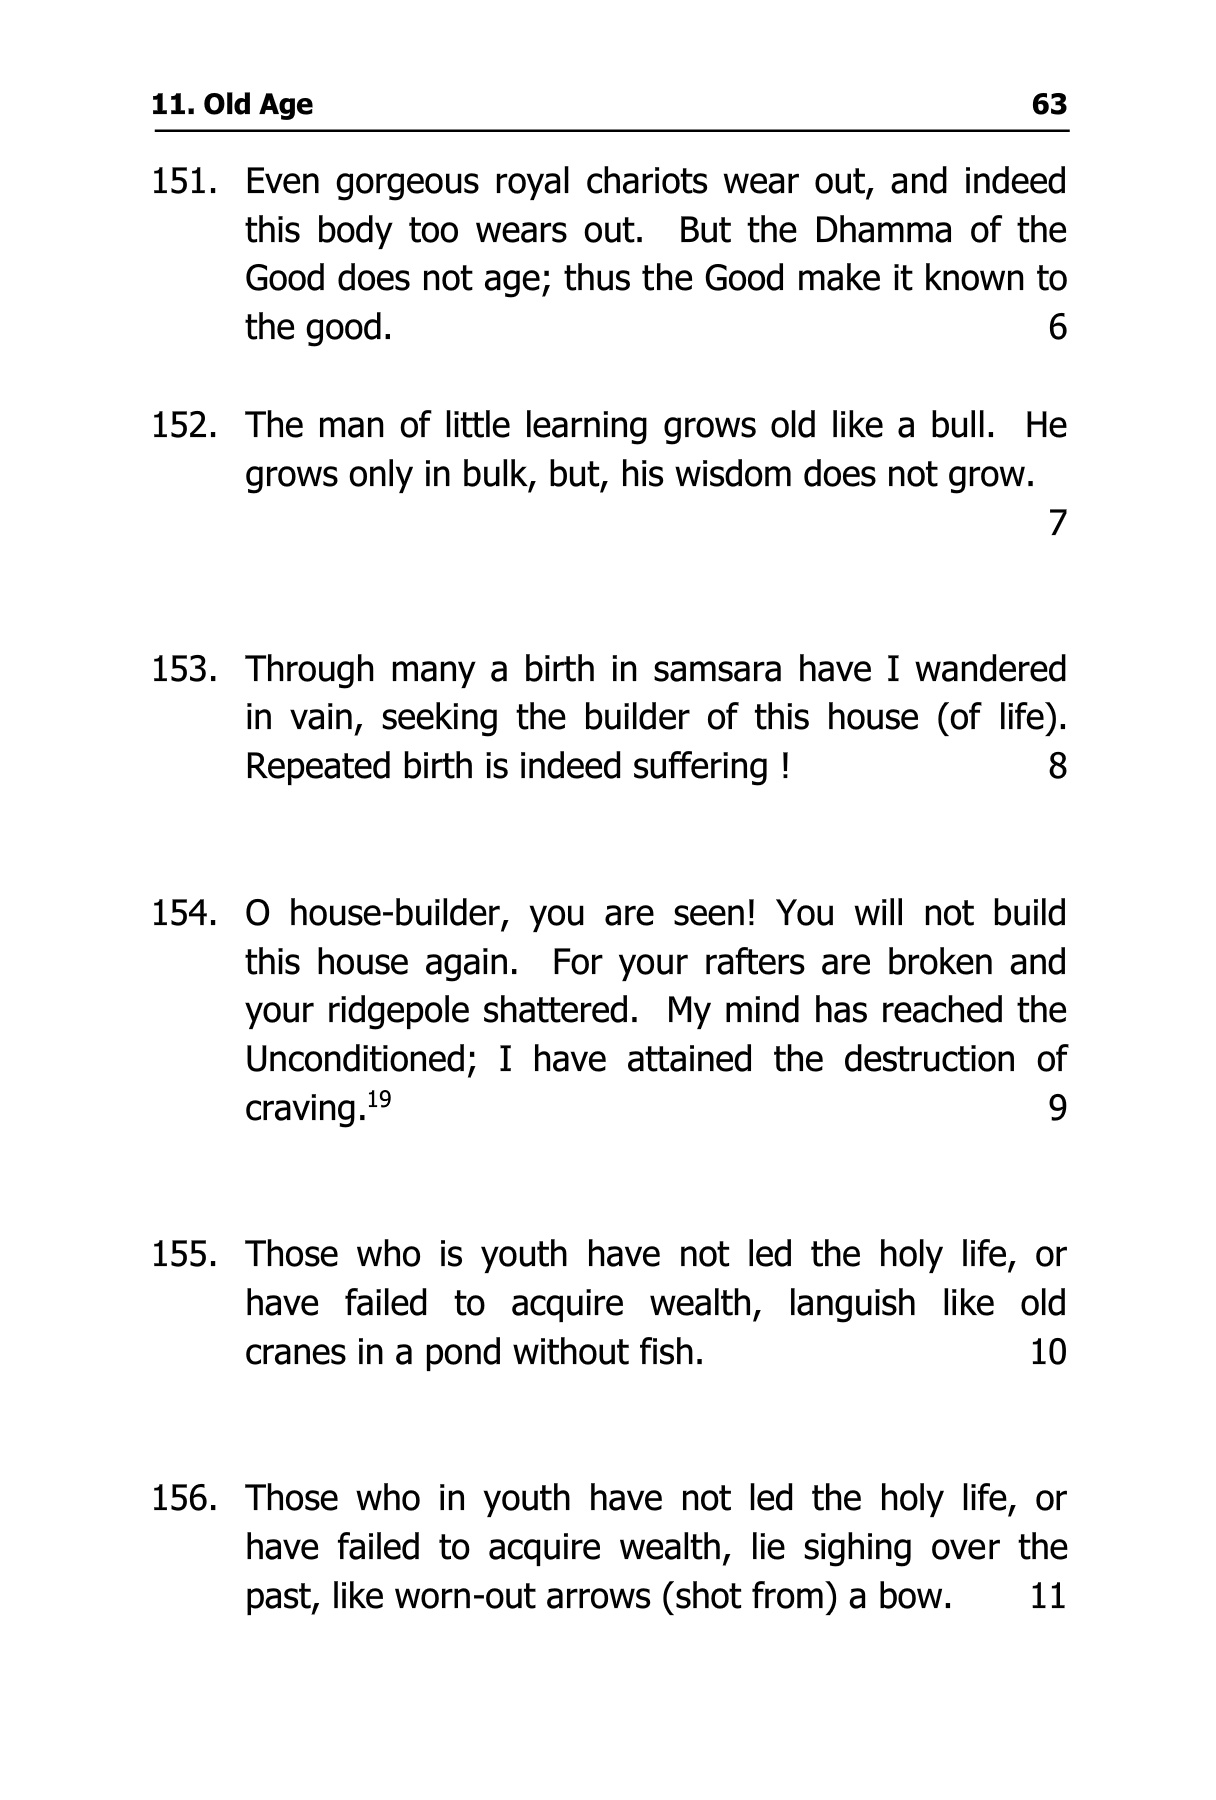 11. Old Age 63
151. Even gorgeous royal chariots wear out, and indeed
this body too wears out. But the Dhamma of the
Good does not age; thus the Good make it known to
the good. 6
152. The man of little learning grows old like a bull. He
grows only in bulk, but, his wisdom does not grow.
7
153. Through many a birth in samsara have I wandered
in vain, seeking the builder of this house (of life).
Repeated birth is indeed suffering ! 8
154. O house-builder, you are seen! You will not build
this house again. For your rafters are broken and
your ridgepole shattered. My mind has reached the
Unconditioned; I have attained the destruction of
craving.19 9
155. Those who is youth have not led the holy life, or
have failed to acquire wealth, languish like old
cranes in a pond without fish. 10
156. Those who in youth have not led the holy life, or
have failed to acquire wealth, lie sighing over the
past, like worn-out arrows (shot from) a bow. 11